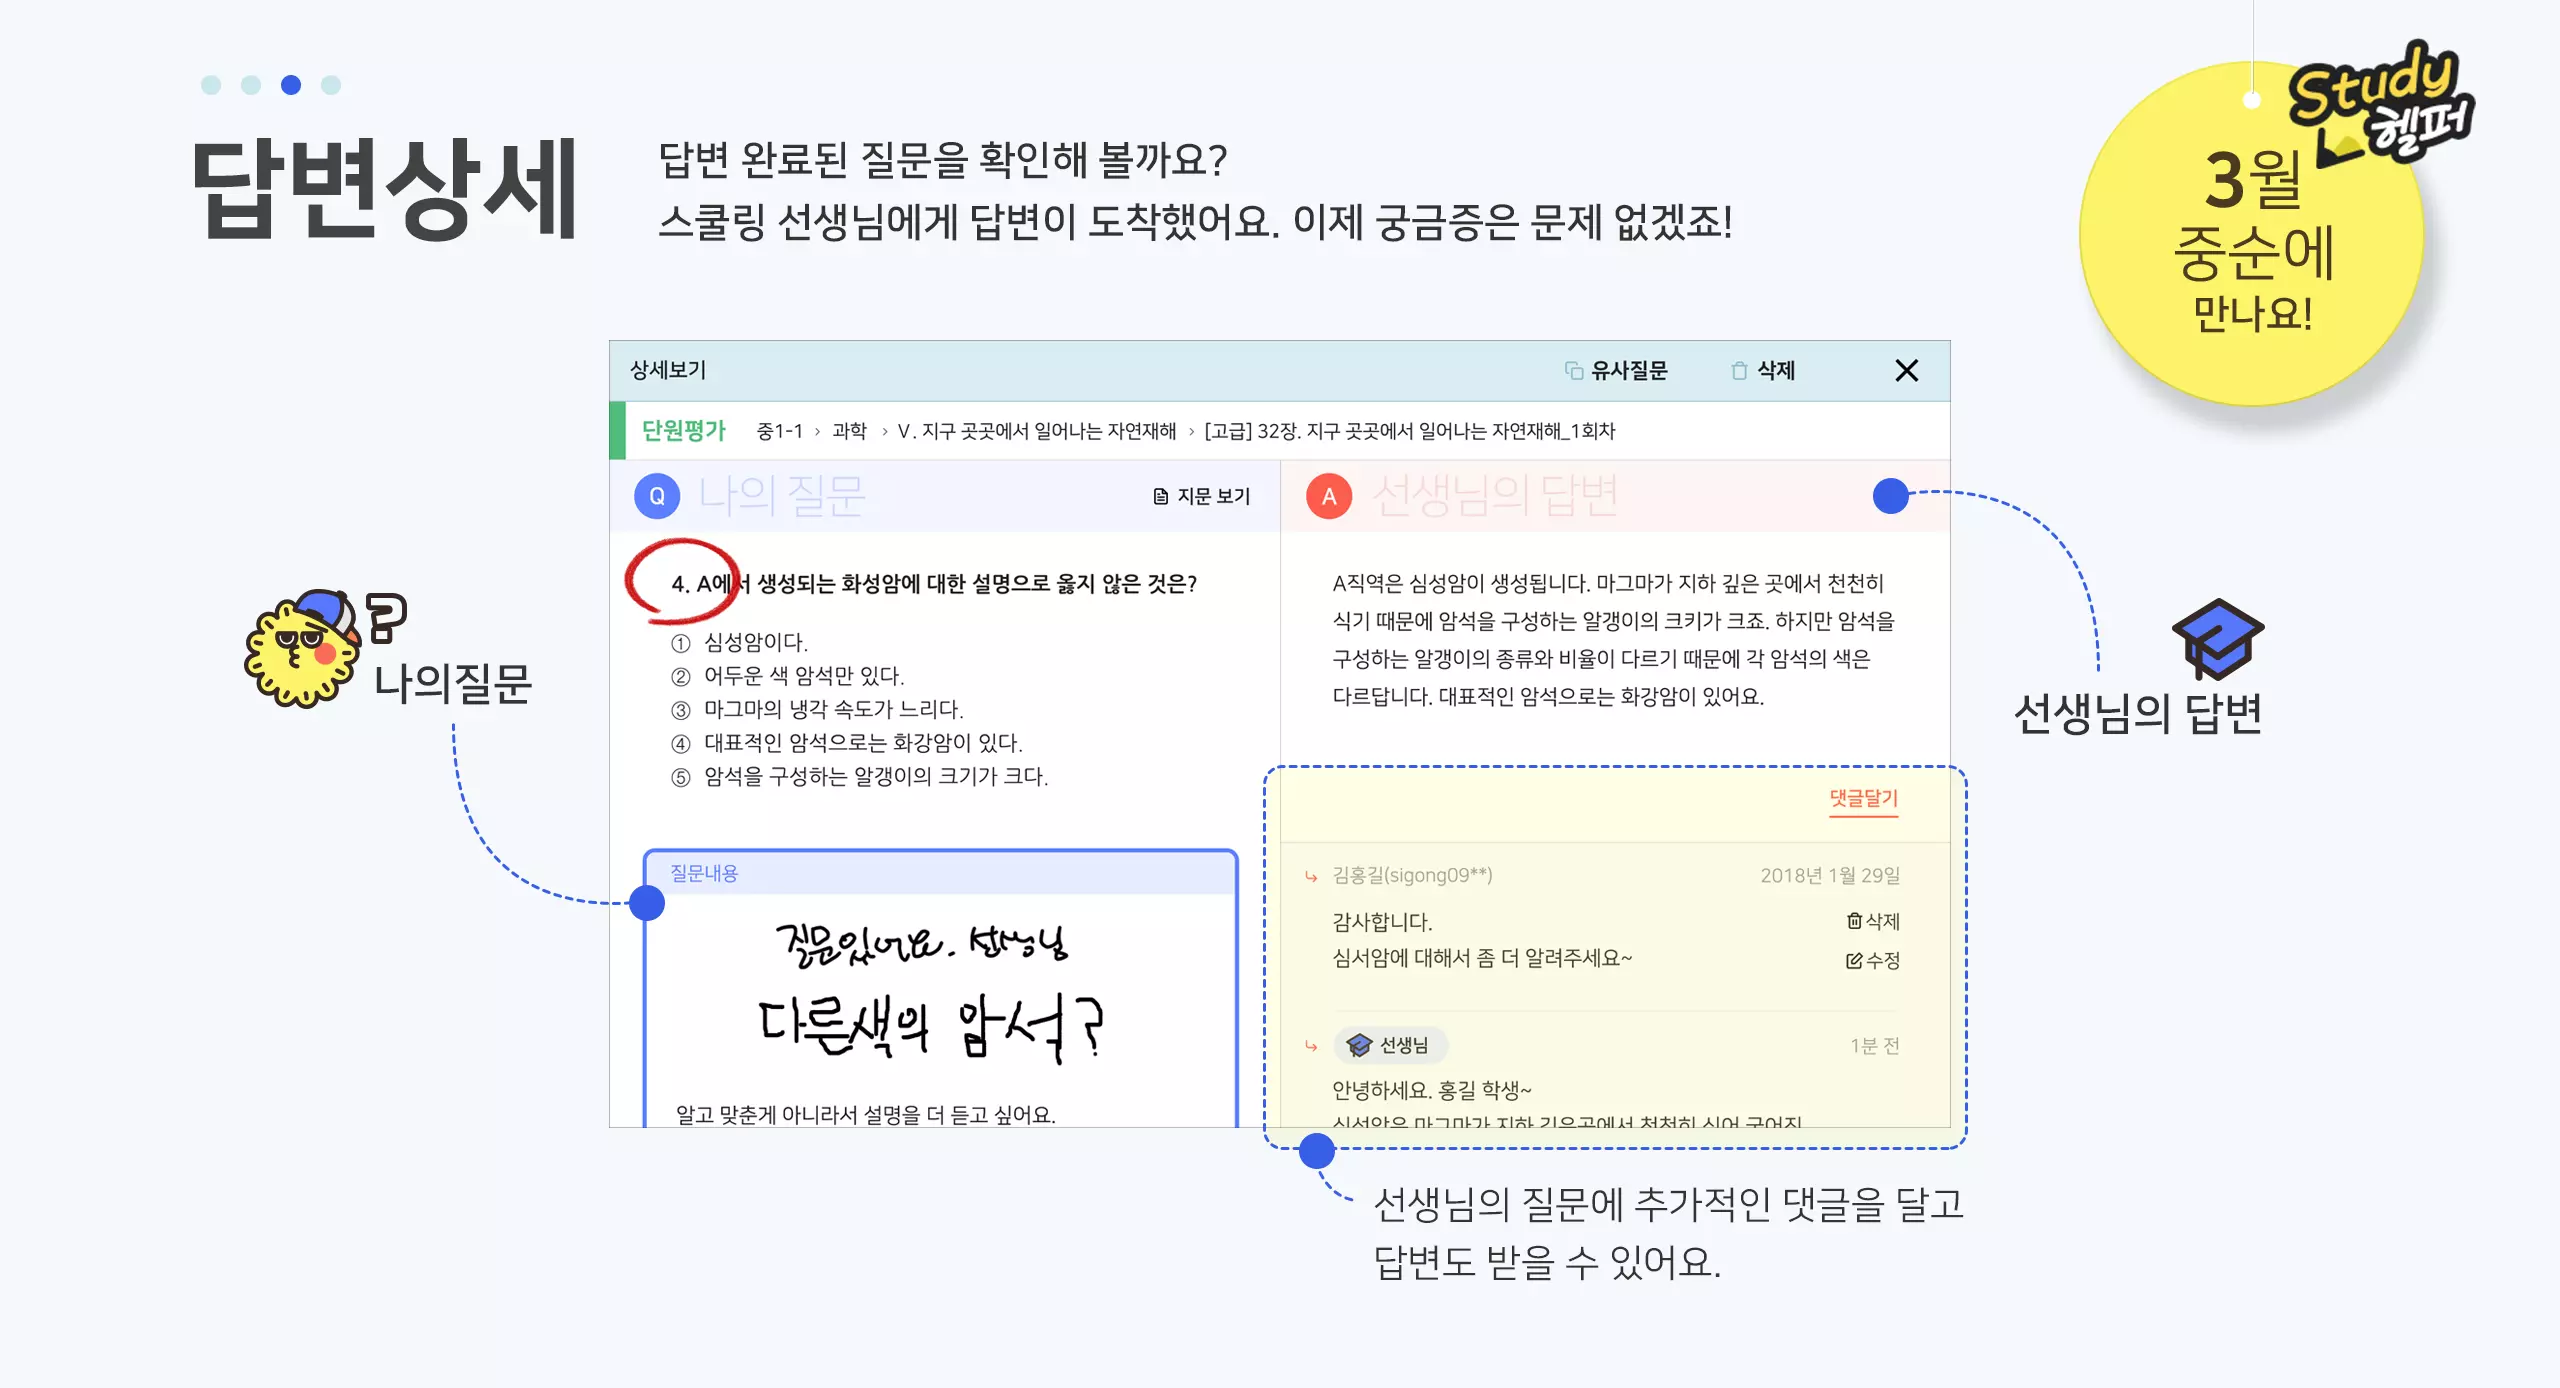 답변상세
답변 완료된 질문을 확인해 볼까요?
스쿨링 선생님에게 답변이 도착했어요. 이제 궁금증은 문제 없겠죠!
Study
헬퍼
3월
중순에
만나요!
상세보기
유사질문
삭제
단원평가 중1-1 › 과학 › V. 지구 곳곳에서 일어나는 자연재해 › [고급] 32장. 지구 곳곳에서 일어나는 자연재해_1회차
Q 나의 질문
지문 보기
4. A에서 생성되는 화성암에 대한 설명으로 옳지 않은 것은?
① 심성암이다.
② 어두운 색 암석만 있다.
③ 마그마의 냉각 속도가 느리다.
④ 대표적인 암석으로는 화강암이 있다.
⑤ 암석을 구성하는 알갱이의 크기가 크다.
질문내용
질문있어요. 선생님
다른색의 암석?
알고 맞춘게 아니라서 설명을 더 듣고 싶어요.
?
나의질문
A 선생님의 답변
A직역은 심성암이 생성됩니다. 마그마가 지하 깊은 곳에서 천천히
식기 때문에 암석을 구성하는 알갱이의 크키가 크죠. 하지만 암석을
구성하는 알갱이의 종류와 비율이 다르기 때문에 각 암석의 색은
다르답니다. 대표적인 암석으로는 화강암이 있어요.
댓글달기
김홍길(sigong09**)
2018년 1월 29일
감사합니다.
삭제
심서암에 대해서 좀 더 알려주세요~
수정
선생님
1분 전
안녕하세요. 홍길 학생~
심성암은 마그마가 지하 깊은곳에서 천천히 식어 굳어진
선생님의 답변
선생님의 질문에 추가적인 댓글을 달고
답변도 받을 수 있어요.